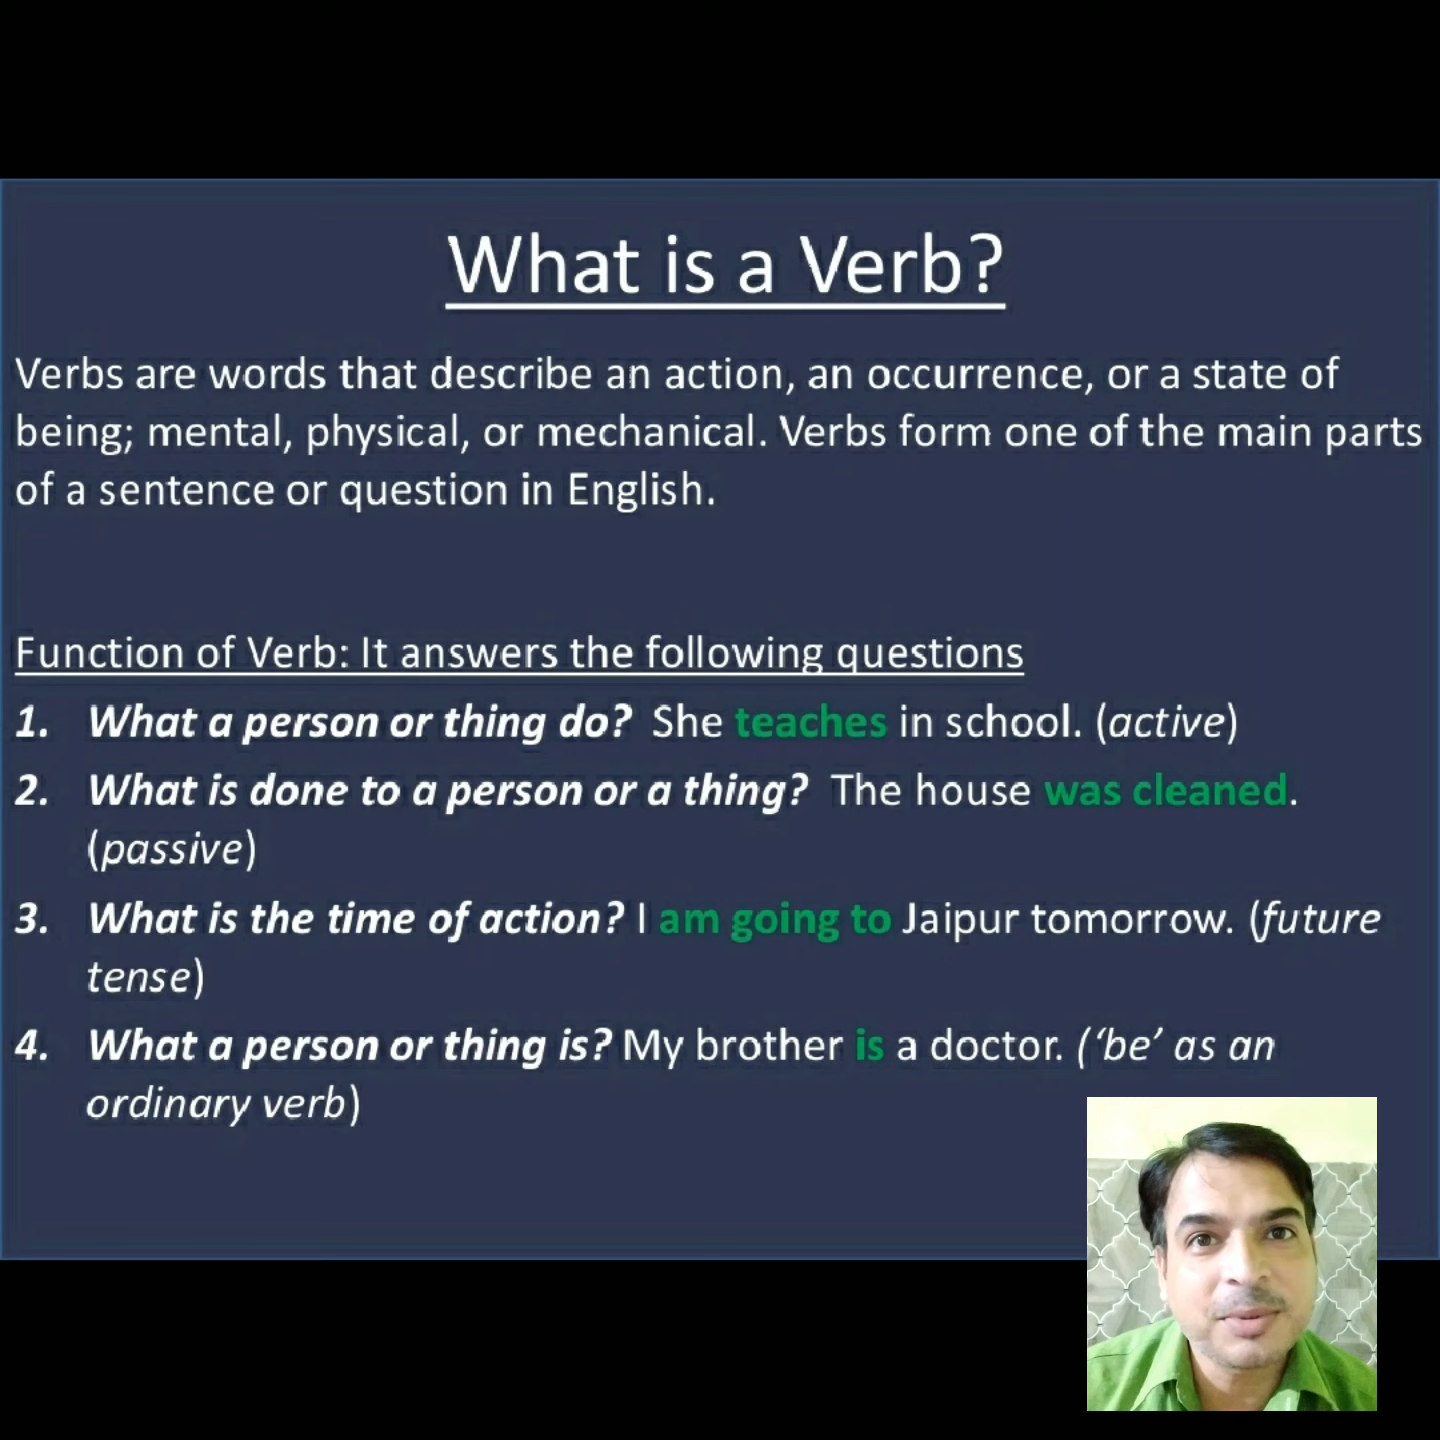 What is a Verb?
Verbs are words that describe an action, an occurrence, or a state of
being; mental, physical, or mechanical. Verbs form one of the main parts
of a sentence or question in English.
Function of Verb: It answers the following questions
1. What a person or thing do? She teaches in school. (active)
2. What is done to a person or a thing? The house was cleaned.
(passive)
3. What is the time of action? I am going to Jaipur tomorrow. (future
tense)
4. What a person or thing is? My brother is a doctor. (‘be’ as an
ordinary verb)